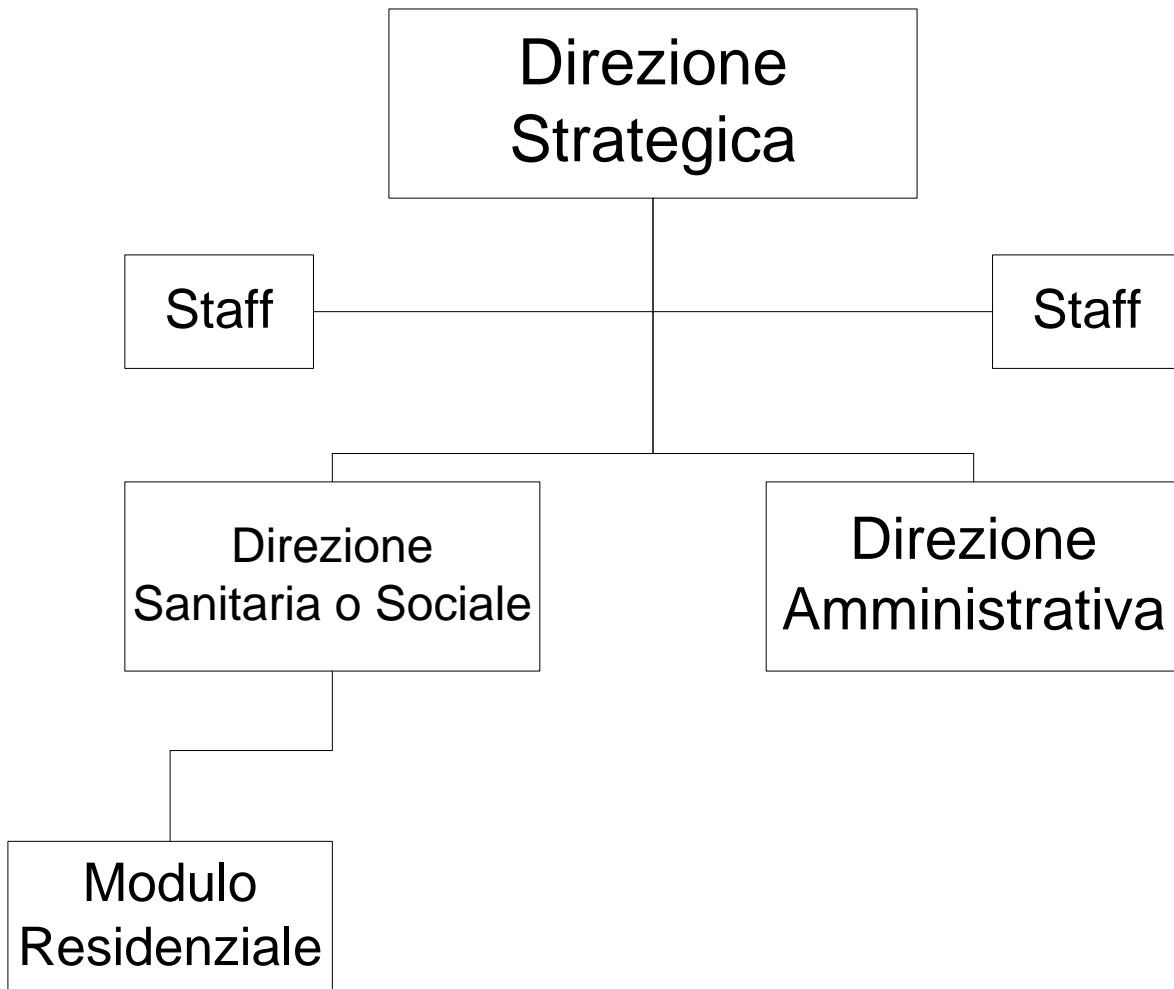 Direzione
Strategica
Staff
Staff
Direzione
Sanitaria o Sociale
Direzione
Amministrativa
Modulo
Residenziale